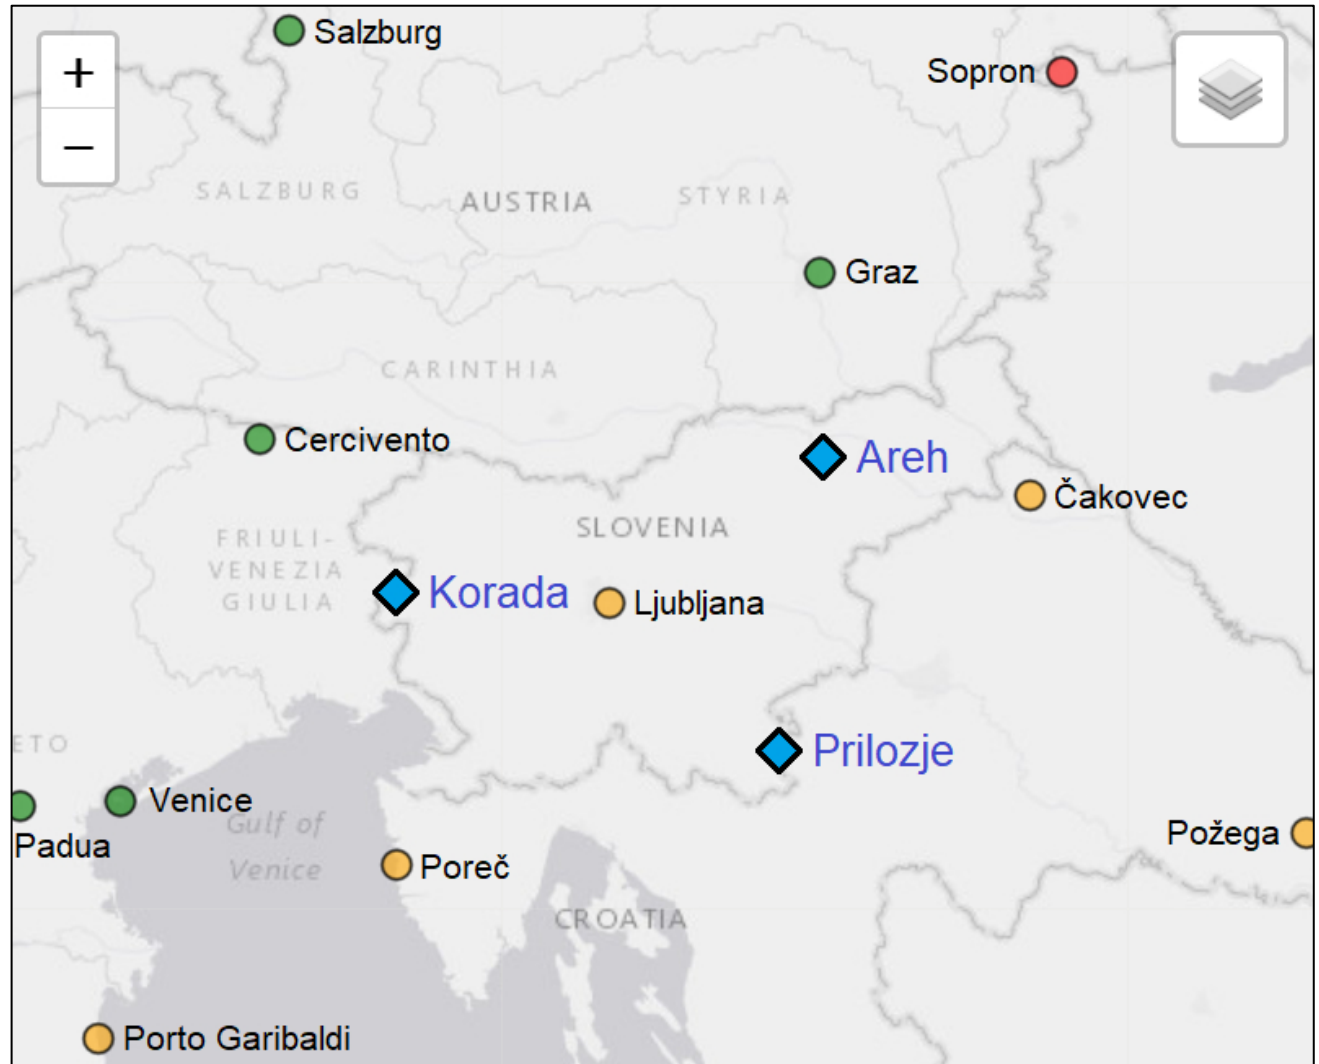 Salzburg
+
−
Sopron
SALZBURG
AUSTRIA
STYRIA
Graz
CARINTHIA
Cercivento
Areh
Čakovec
SLOVENIA
FRIULI-
VENEZIA
GIULIA
Korada
Ljubljana
ETO
Prilozje
Venice
Gulf of
Venice
Padua
Požega
Poreč
CROATIA
Porto Garibaldi